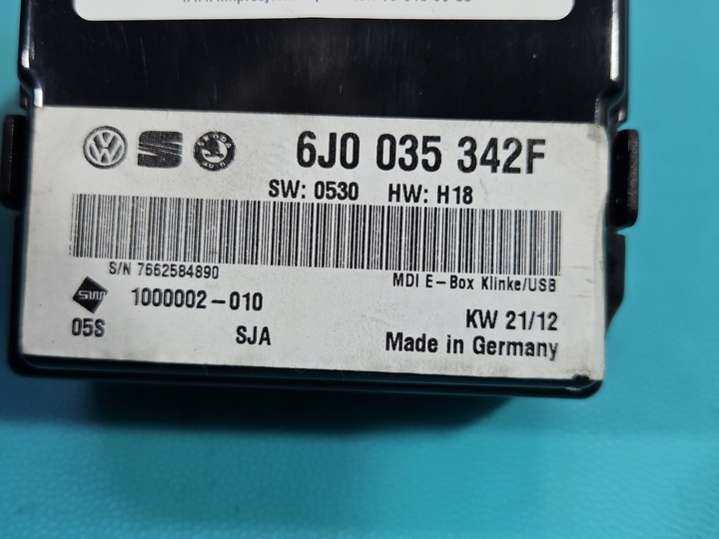 6J0 035 342F
SW: 0530 HW: H18
S/N 7662584890
MDI E-Box Klinke/USB
1000002-010
KW 21/12
05S
SJA
Made in Germany